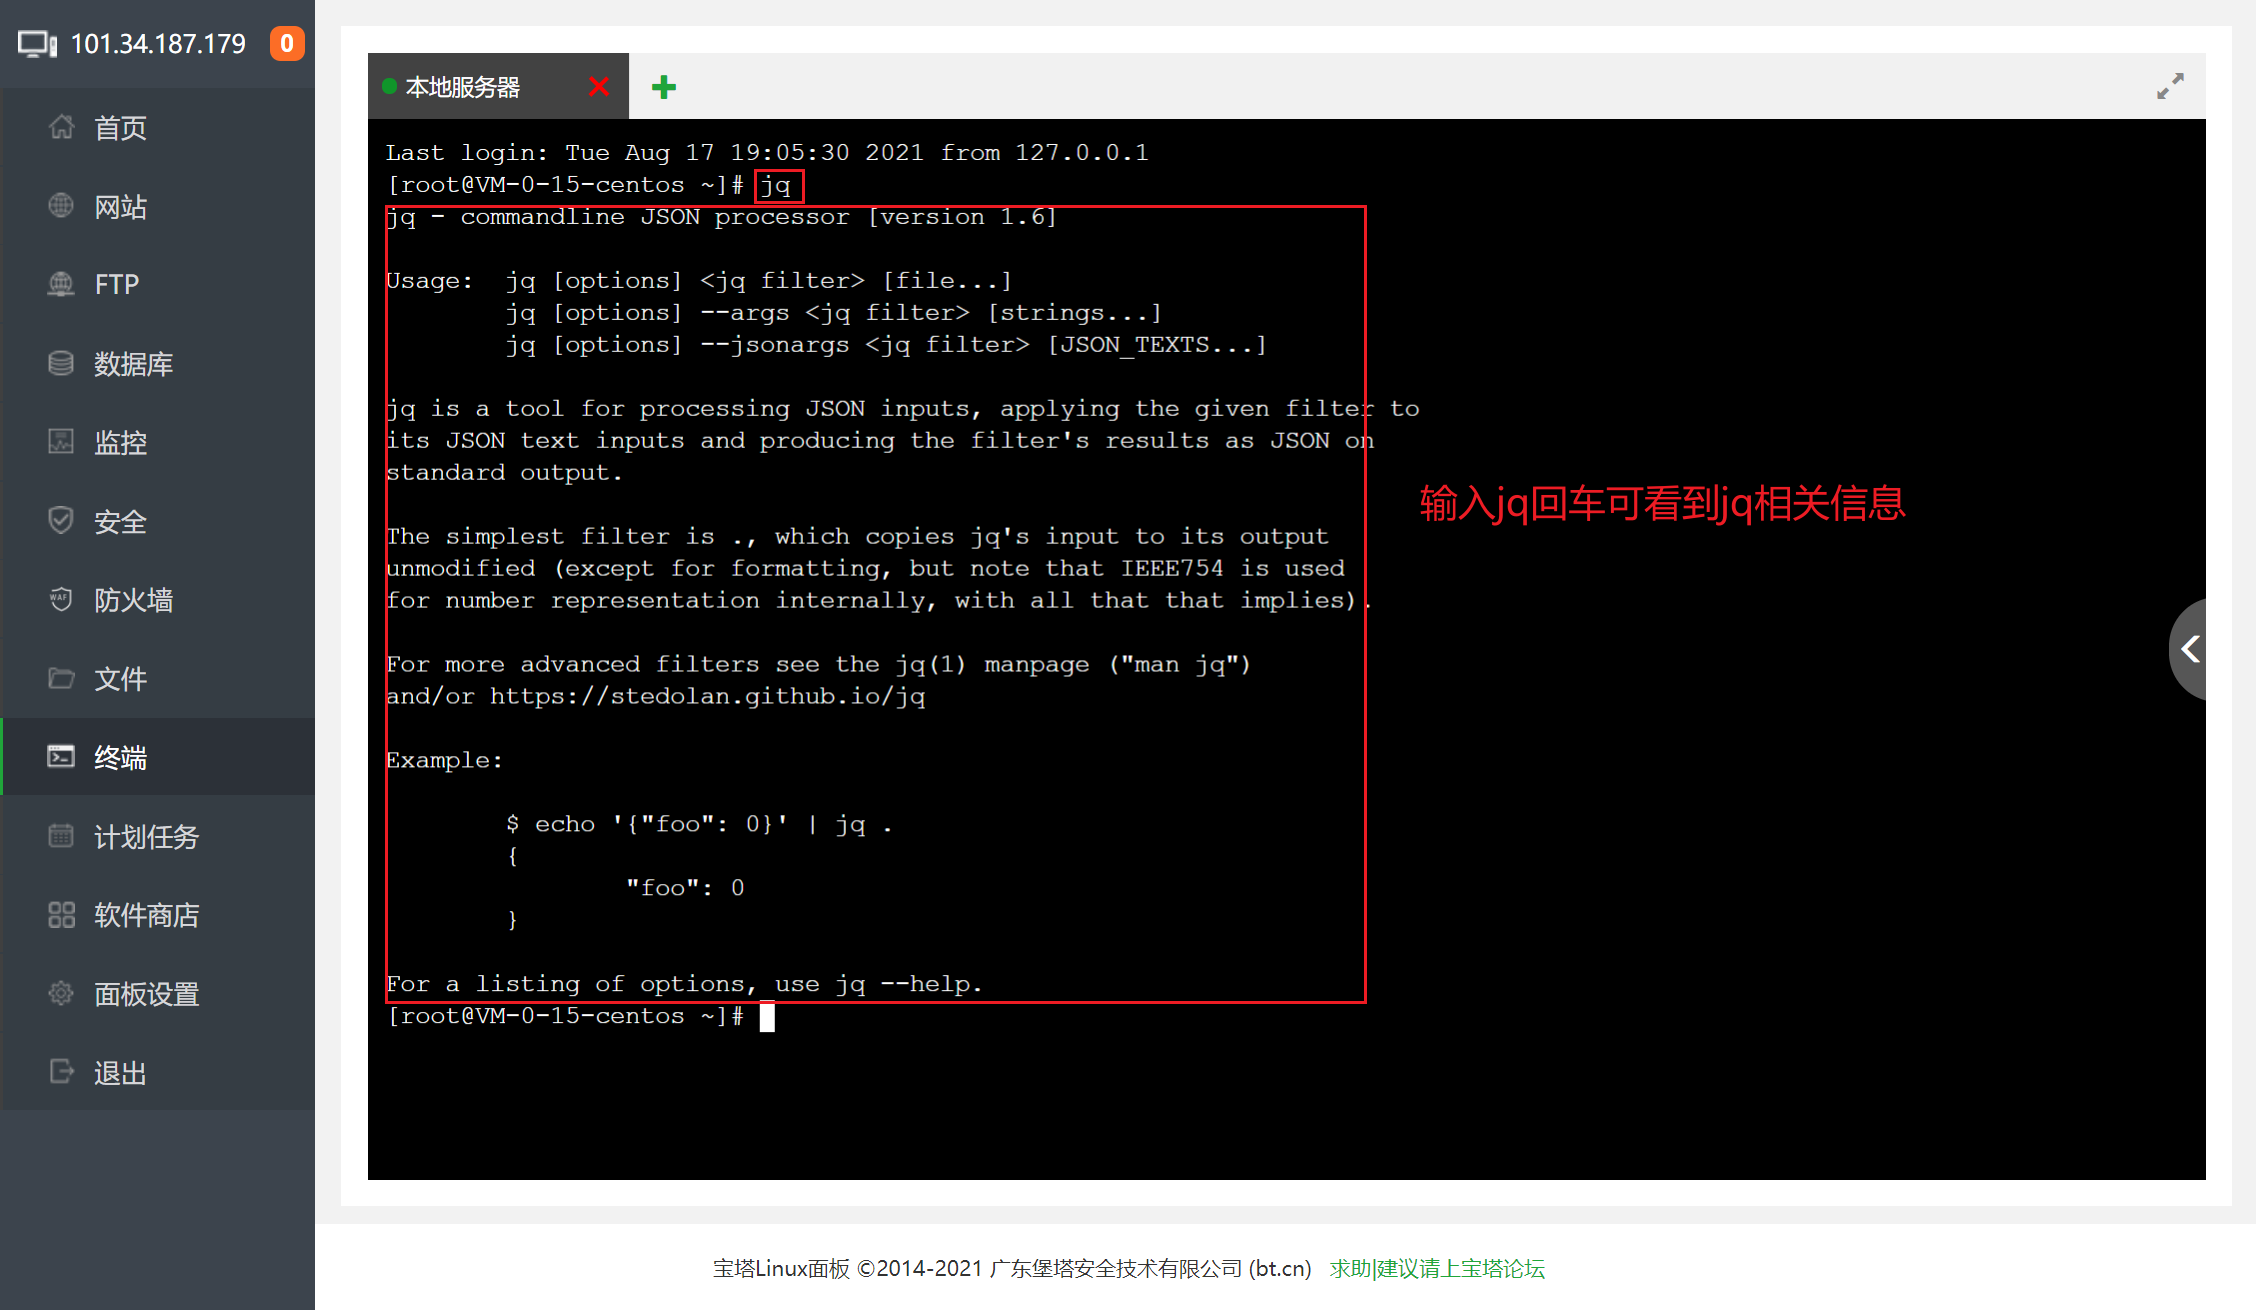 101.34.187.179 0
首页
网站
FTP
数据库
监控
安全
WAF 防火墙
文件
终端
计划任务
软件商店
面板设置
退出
本地服务器
Last login: Tue Aug 17 19:05:30 2021 from 127.0.0.1
[root@VM-0-15-centos ~]# jq
jq - commandline JSON processor [version 1.6]
Usage:  jq [options] <jq filter> [file...]
        jq [options] --args <jq filter> [strings...]
        jq [options] --jsonargs <jq filter> [JSON_TEXTS...]
jq is a tool for processing JSON inputs, applying the given filter to
its JSON text inputs and producing the filter's results as JSON on
standard output.
The simplest filter is ., which copies jq's input to its output
unmodified (except for formatting, but note that IEEE754 is used
for number representation internally, with all that that implies).
For more advanced filters see the jq(1) manpage ("man jq")
and/or https://stedolan.github.io/jq
Example:
        $ echo '{"foo": 0}' | jq .
        {
                "foo": 0
        }
For a listing of options, use jq --help.
[root@VM-0-15-centos ~]#
输入jq回车可看到jq相关信息
宝塔Linux面板 ©2014-2021 广东堡塔安全技术有限公司 (bt.cn) 求助|建议请上宝塔论坛